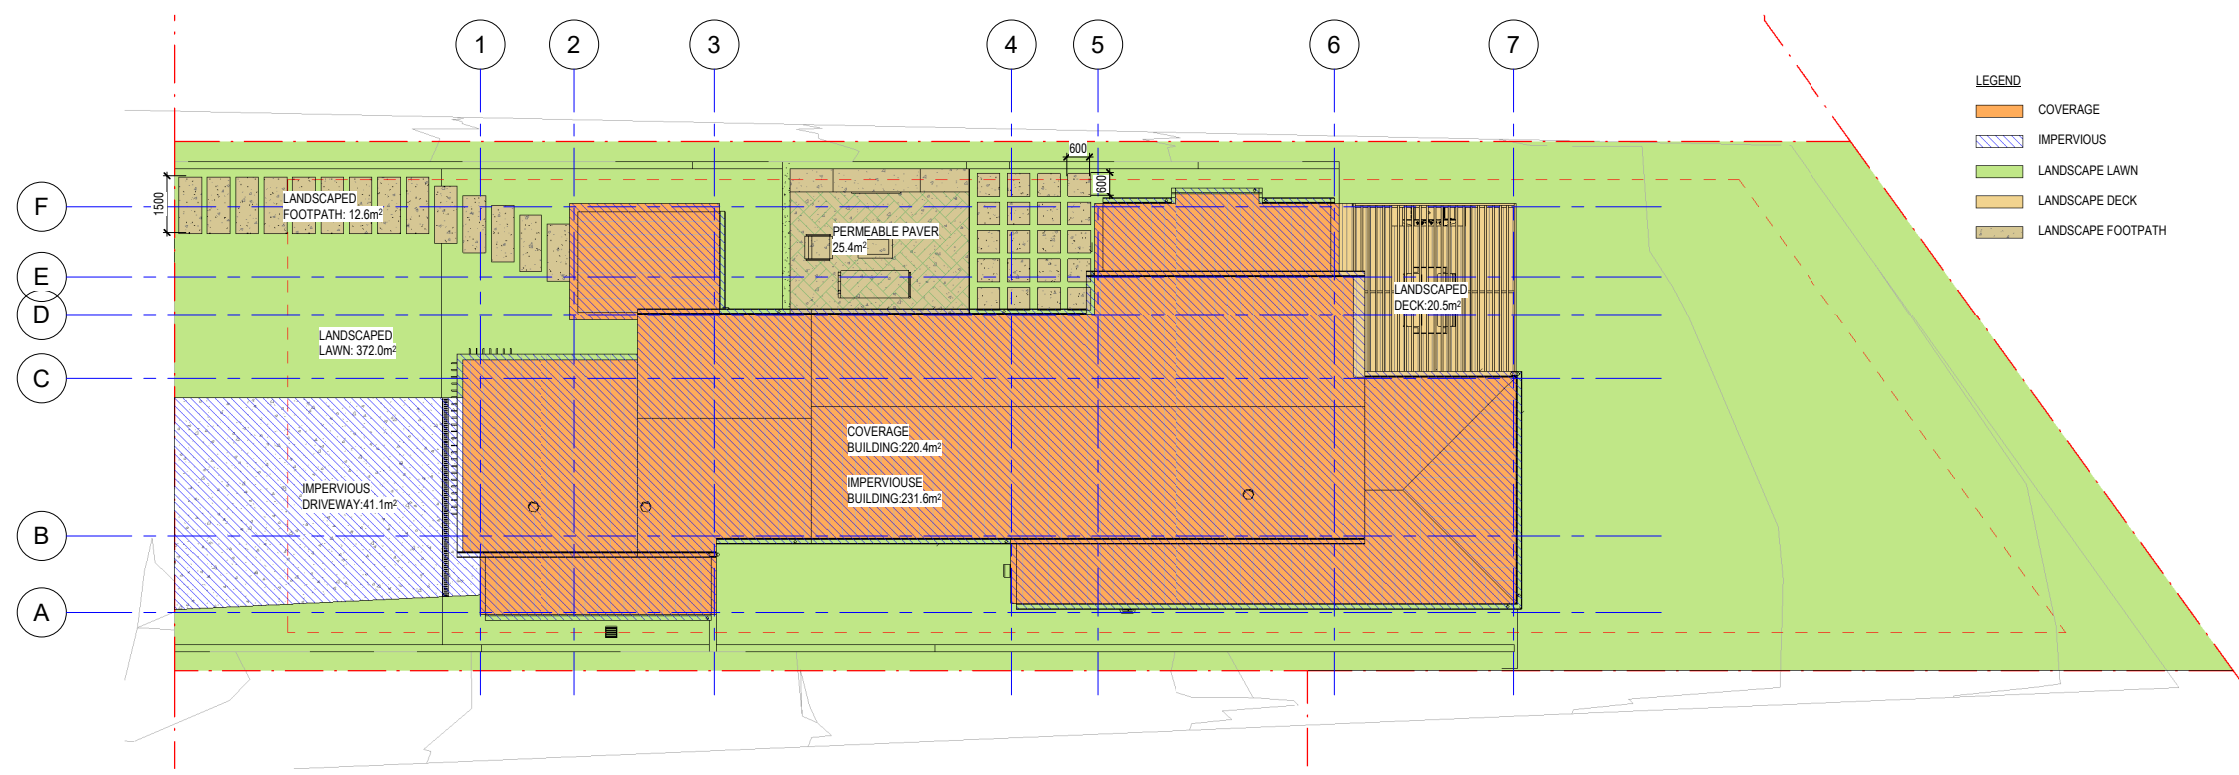 1
2
3
4
5
6
7
LEGEND
COVERAGE
IMPERVIOUS
LANDSCAPE LAWN
LANDSCAPE DECK
LANDSCAPE FOOTPATH
F
E
D
C
B
A
1500
600
600
LANDSCAPED
FOOTPATH: 12.6m²
PERMEABLE PAVER
25.4m²
LANDSCAPED
DECK:20.5m²
LANDSCAPED
LAWN: 372.0m²
COVERAGE
BUILDING:220.4m²
IMPERVIOUSE
BUILDING:231.6m²
IMPERVIOUS
DRIVEWAY:41.1m²